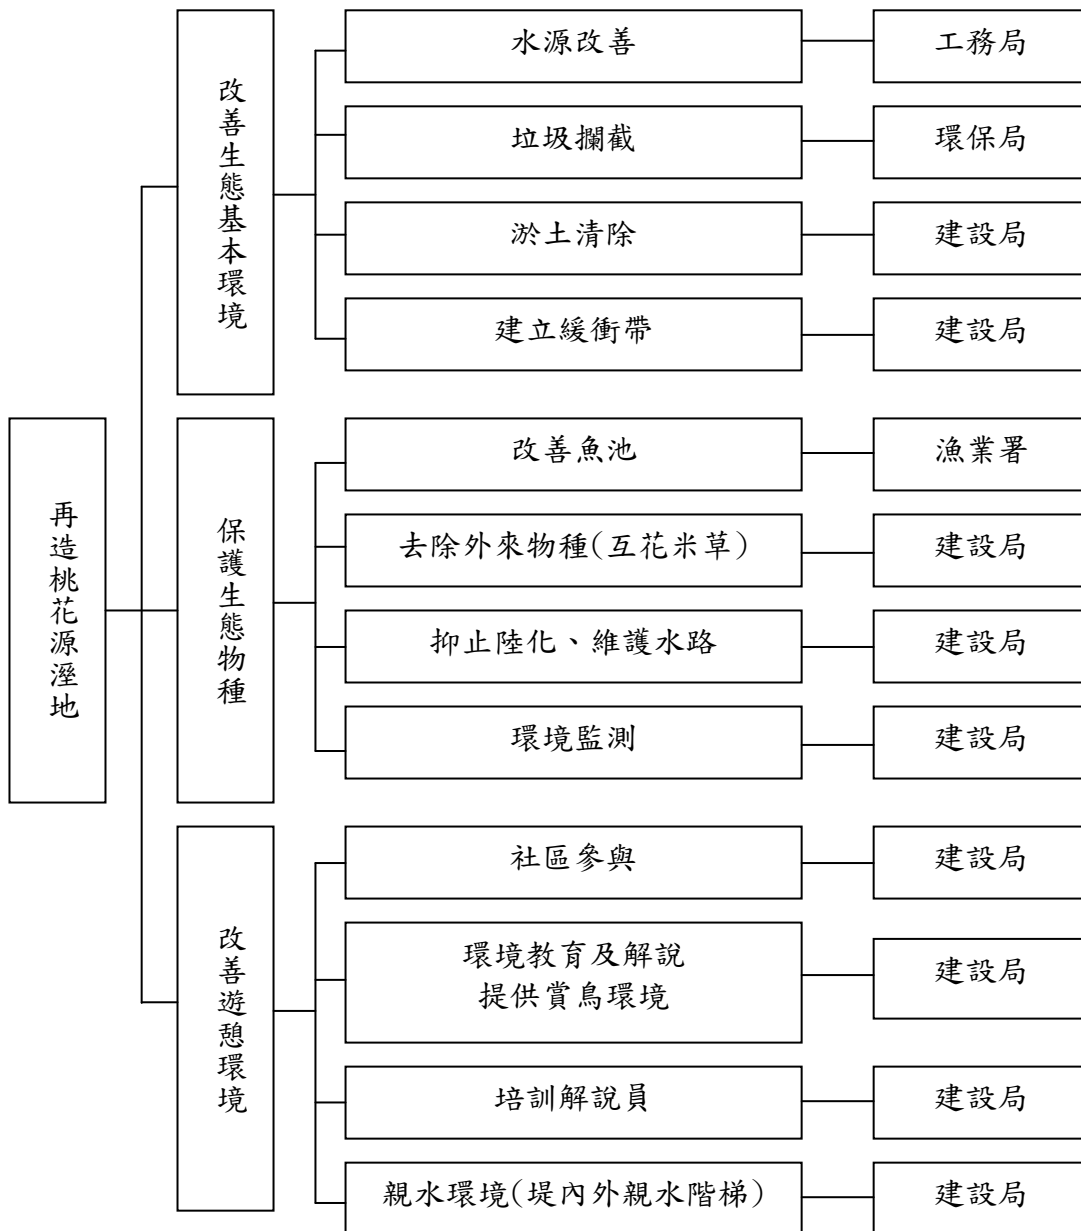 再造桃花源溼地
改善生態基本環境
水源改善
工務局
垃圾攔截
環保局
淤土清除
建設局
建立緩衝帶
建設局
保護生態物種
改善魚池
漁業署
去除外來物種(互花米草)
建設局
抑止陸化、維護水路
建設局
環境監測
建設局
改善遊憩環境
社區參與
建設局
環境教育及解說
提供賞鳥環境
建設局
培訓解說員
建設局
親水環境(堤內外親水階梯)
建設局